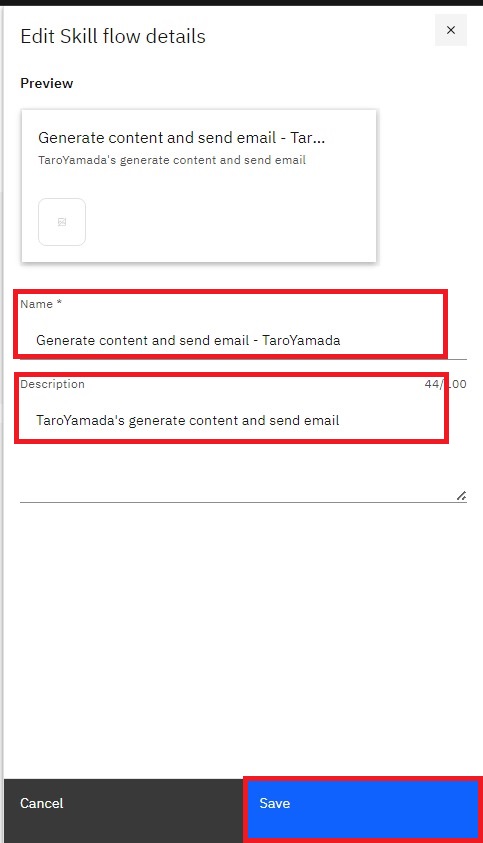 Edit Skill flow details
Preview
Generate content and send email - Tar...
TaroYamada's generate content and send email
Name *
Generate content and send email - TaroYamada
Description 44/100
TaroYamada's generate content and send email
Cancel Save